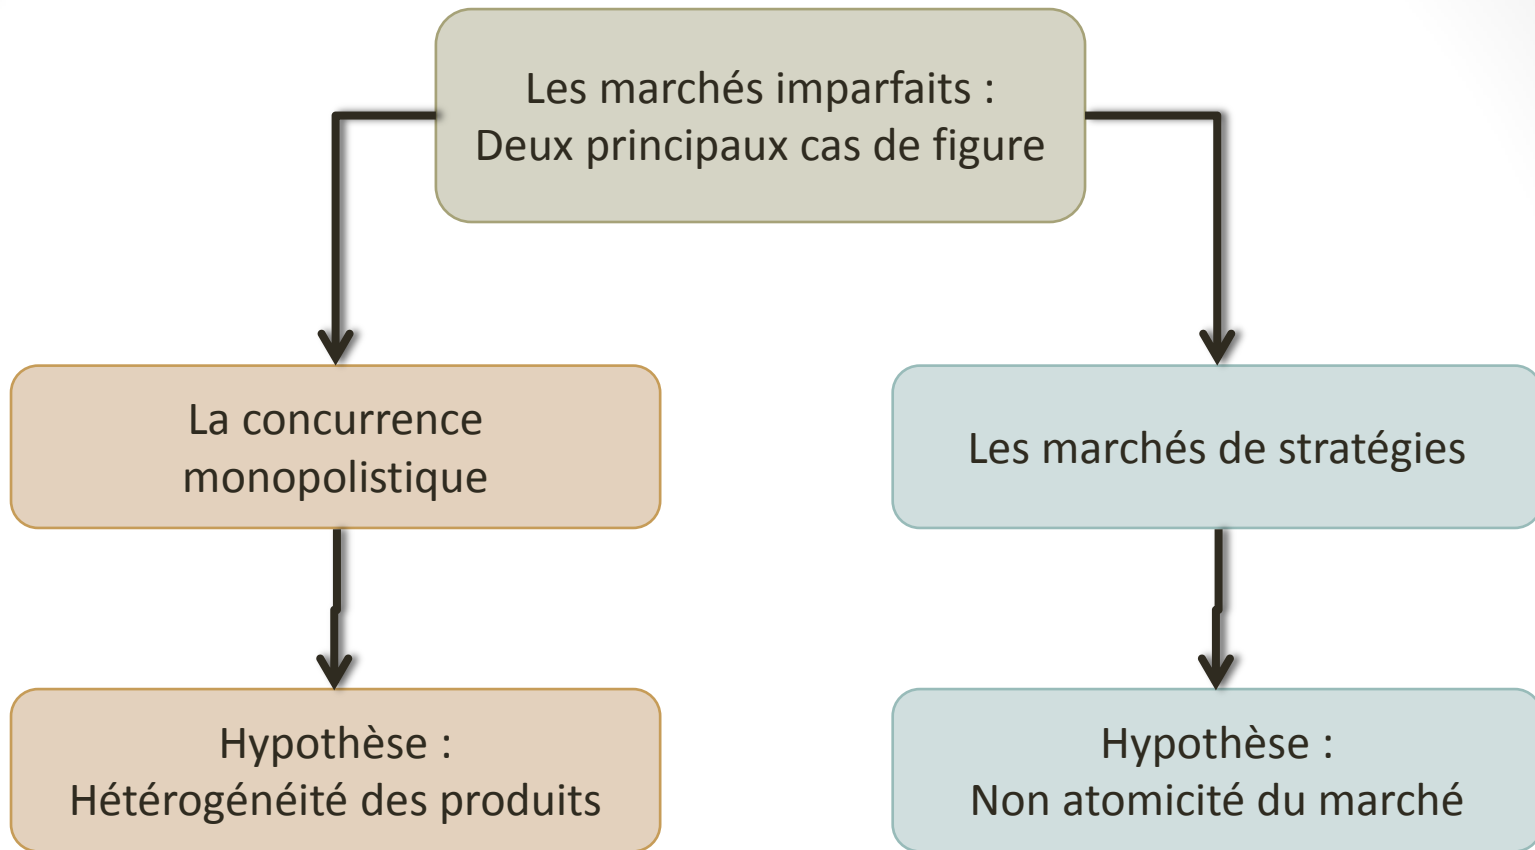 Les marchés imparfaits :
Deux principaux cas de figure
La concurrence
monopolistique
Les marchés de stratégies
Hypothèse :
Hétérogénéité des produits
Hypothèse :
Non atomicité du marché